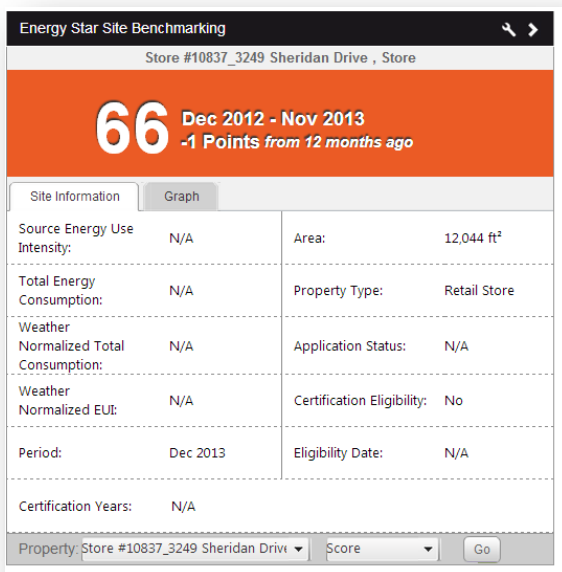 Energy Star Site Benchmarking
Store #10837_3249 Sheridan Drive , Store
66
Dec 2012 - Nov 2013
-1 Points from 12 months ago
Site Information
Graph
Source Energy Use
Intensity:
N/A
Area:
12,044 ft²
Total Energy
Consumption:
N/A
Property Type:
Retail Store
Weather
Normalized Total
Consumption:
N/A
Application Status:
N/A
Weather
Normalized EUI:
N/A
Certification Eligibility:
No
Period:
Dec 2013
Eligibility Date:
N/A
Certification Years:
N/A
Property: Store #10837_3249 Sheridan Drive
Score
Go